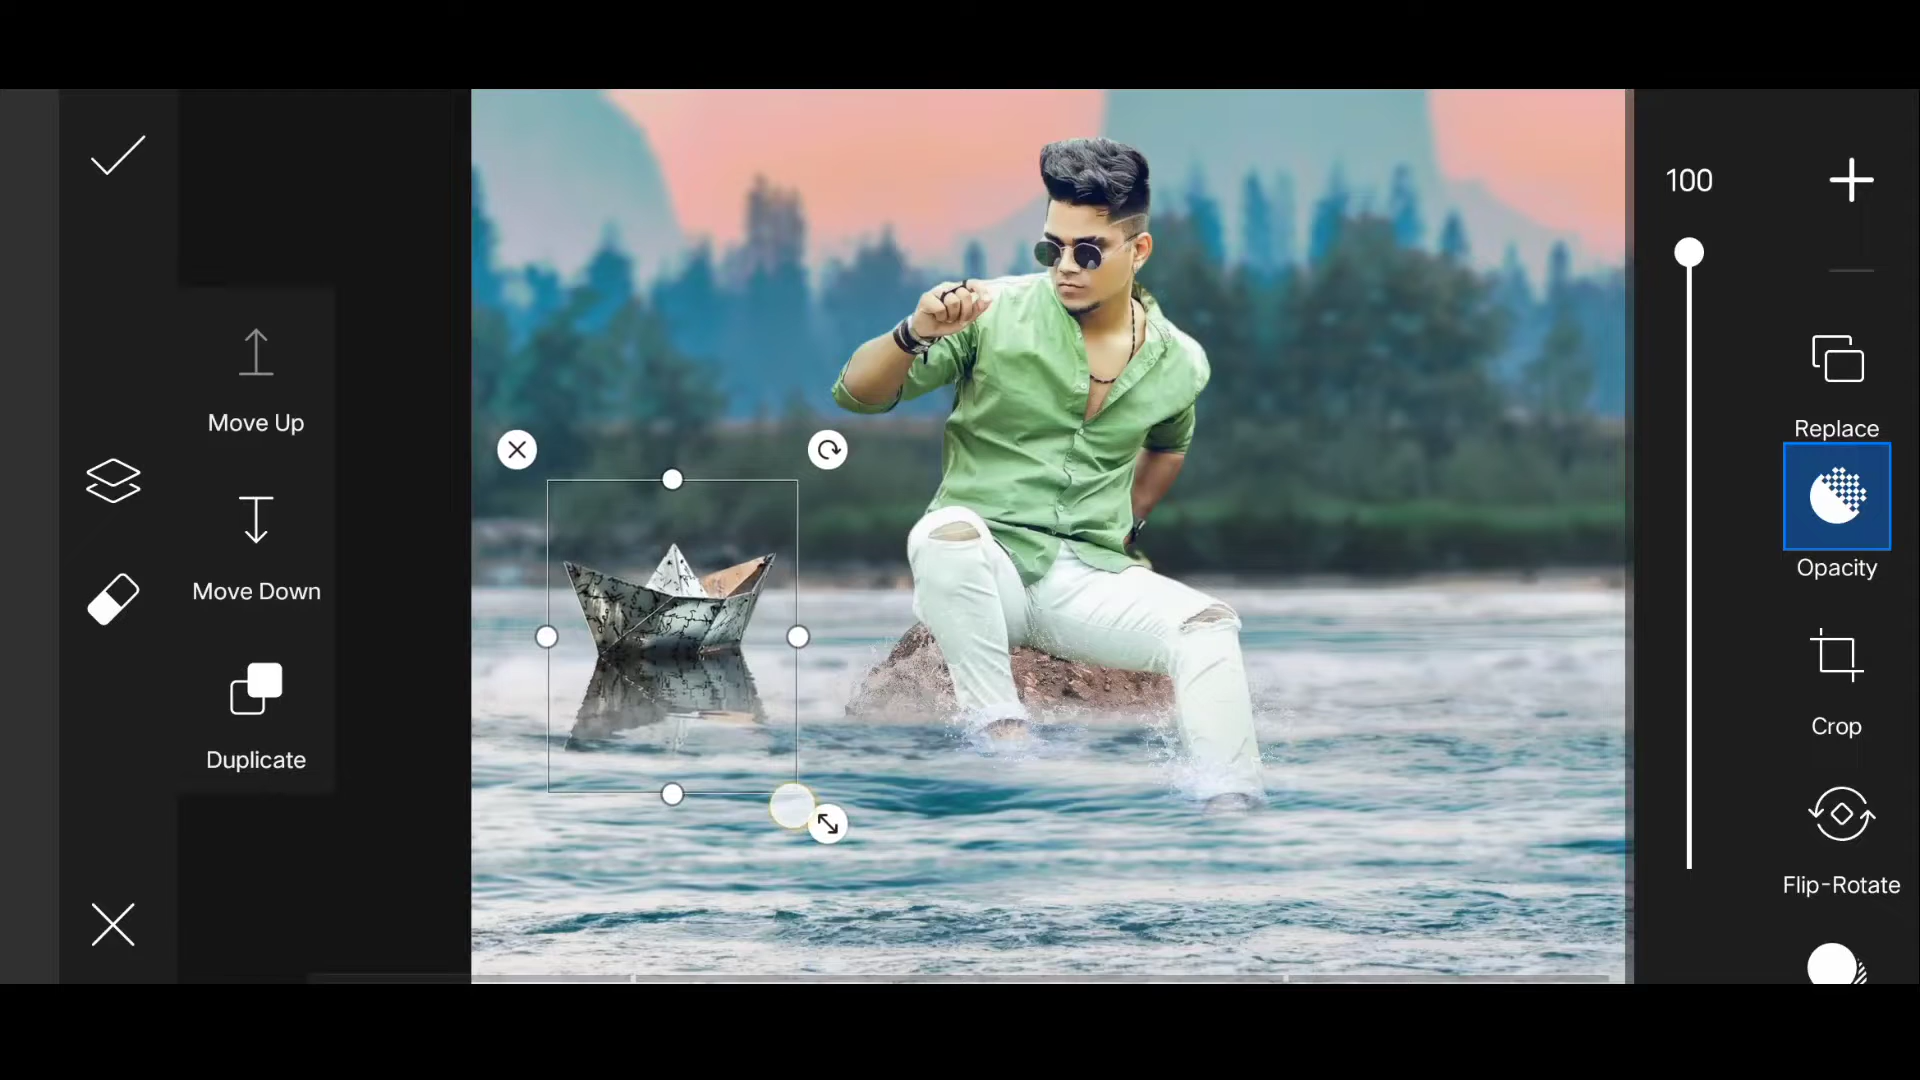 Move Up
Move Down
Duplicate
100
Replace
Opacity
Crop
Flip-Rotate